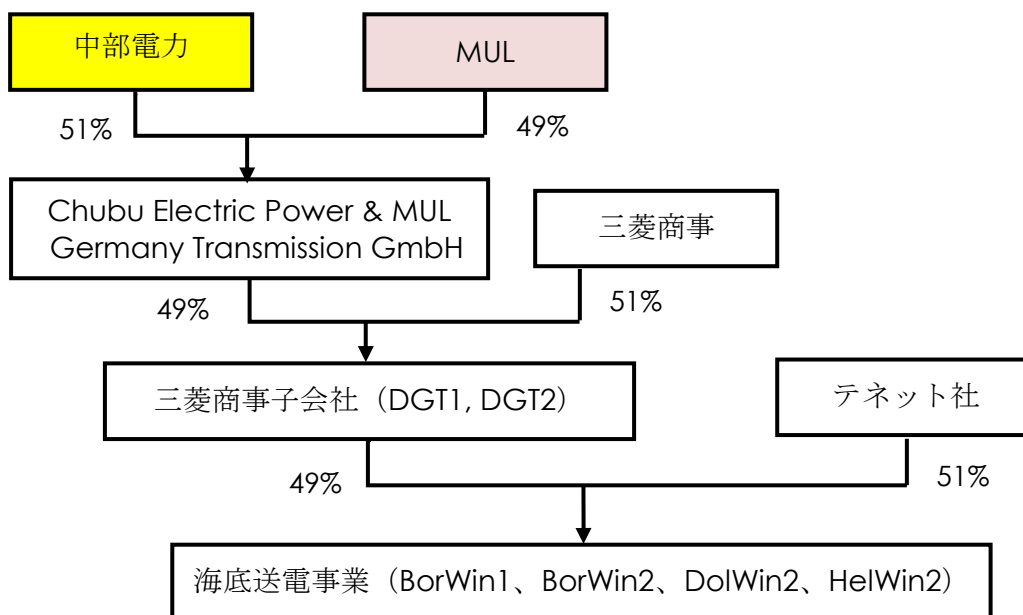 中部電力
MUL
51%
49%
Chubu Electric Power & MUL
Germany Transmission GmbH
三菱商事
49%
51%
三菱商事子会社（DGT1, DGT2）
テネット社
49%
51%
海底送電事業（BorWin1、BorWin2、DolWin2、HelWin2）